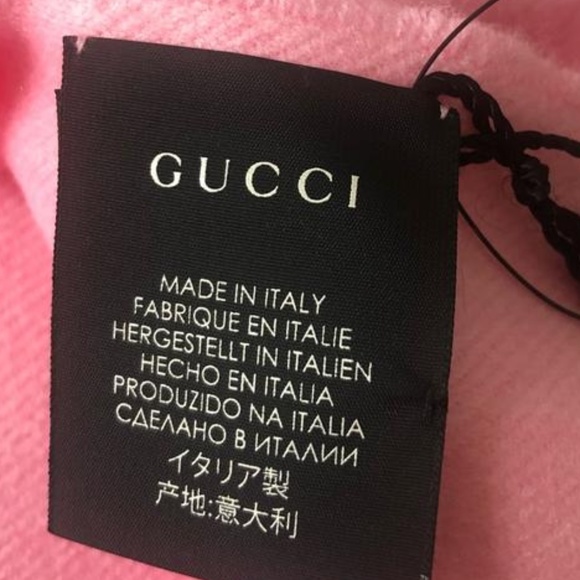 GUCCI
MADE IN ITALY
FABRIQUE EN ITALIE
HERGESTELLT IN ITALIEN
HECHO EN ITALIA
PRODUZIDO NA ITALIA
СДЕЛАНО В ИТАЛИИ
イタリア製
产地:意大利